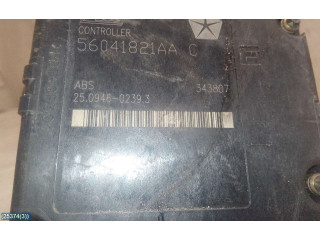 CONTROLLER
56041821AA C
ABS 343807
25.0946-0239.3
(25374(3))